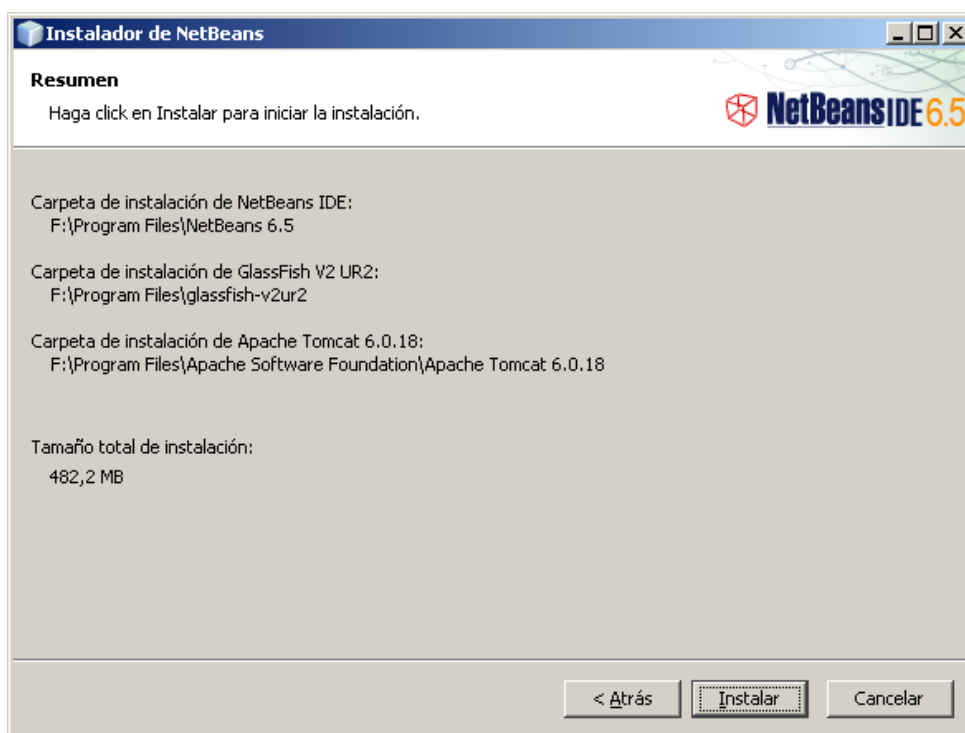 Instalador de NetBeans
Resumen
Haga click en Instalar para iniciar la instalación.
NetBeans IDE 6.5
Carpeta de instalación de NetBeans IDE:
F:\Program Files\NetBeans 6.5
Carpeta de instalación de GlassFish V2 UR2:
F:\Program Files\glassfish-v2ur2
Carpeta de instalación de Apache Tomcat 6.0.18:
F:\Program Files\Apache Software Foundation\Apache Tomcat 6.0.18
Tamaño total de instalación:
482,2 MB
< Atrás Instalar Cancelar